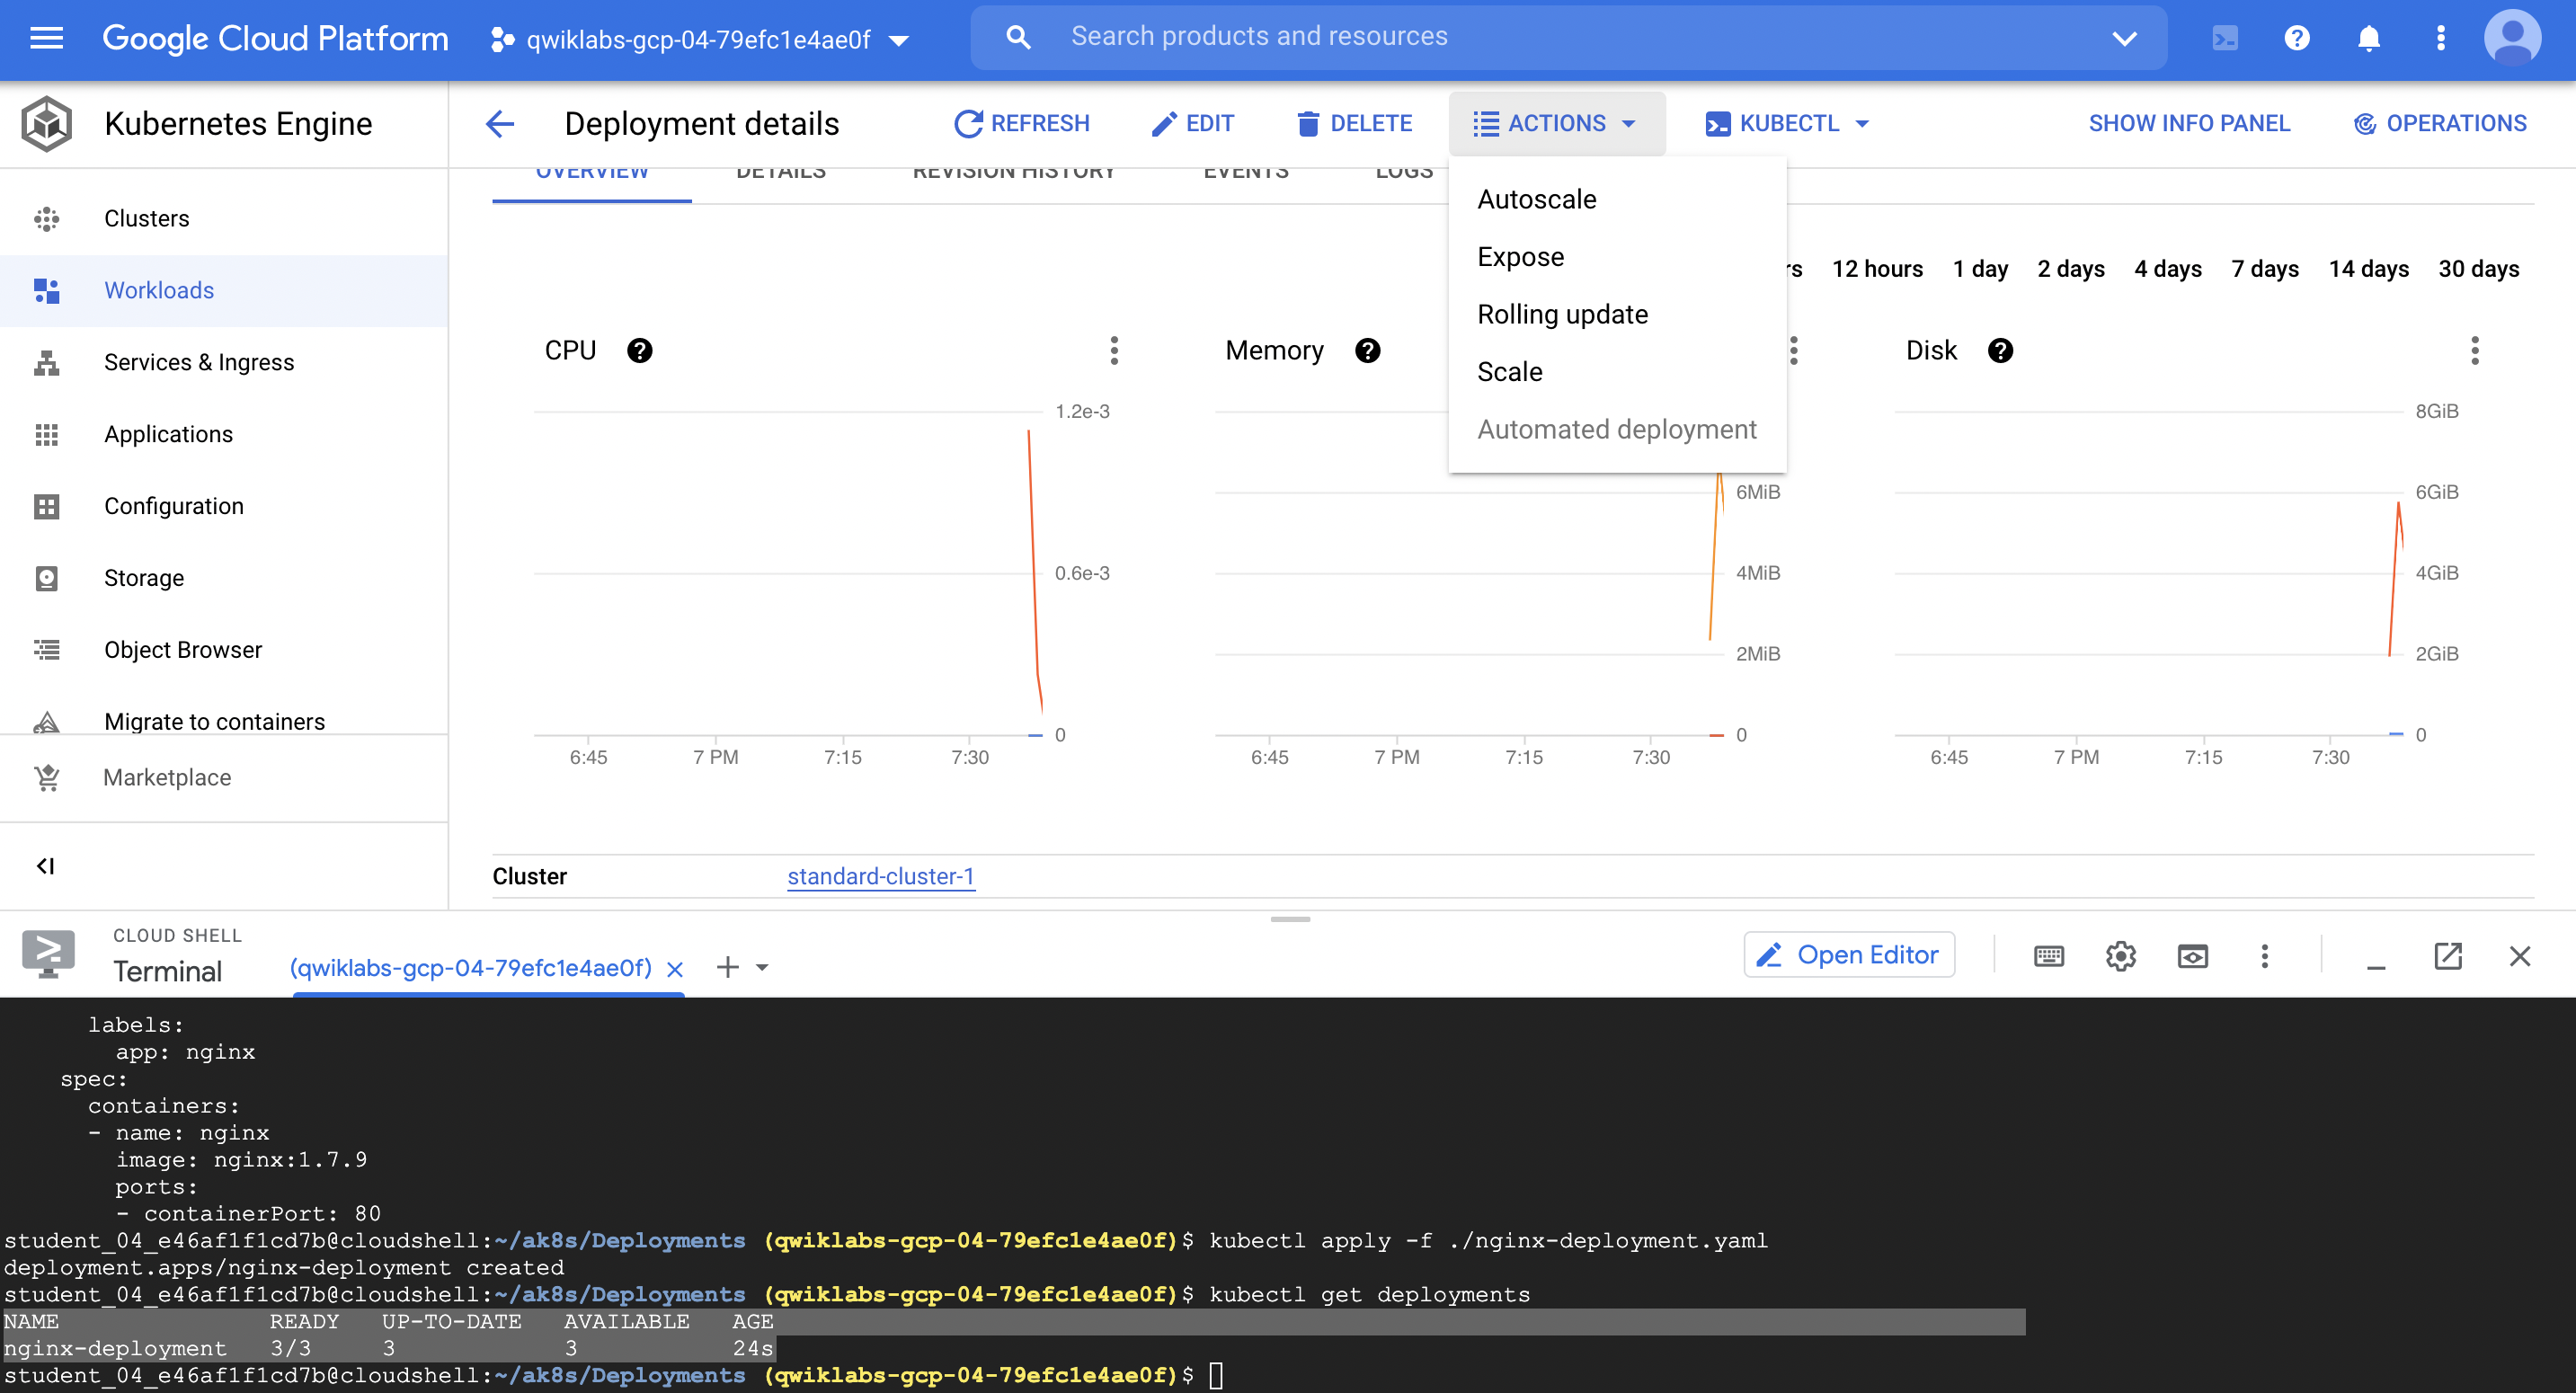 Google Cloud Platform qwiklabs-gcp-04-79efc1e4ae0f Search products and resources
Kubernetes Engine
Deployment details REFRESH EDIT DELETE ACTIONS KUBECTL SHOW INFO PANEL OPERATIONS
OVERVIEW DETAILS REVISION HISTORY EVENTS LOGS
Clusters
Workloads
Services & Ingress
Applications
Configuration
Storage
Object Browser
Migrate to containers
Marketplace
Autoscale
Expose
Rolling update
Scale
Automated deployment
rs 12 hours 1 day 2 days 4 days 7 days 14 days 30 days
CPU
1.2e-3
0.6e-3
0
6:45 7 PM 7:15 7:30
Memory
6MiB
4MiB
2MiB
0
6:45 7 PM 7:15 7:30
Disk
8GiB
6GiB
4GiB
2GiB
0
6:45 7 PM 7:15 7:30
Cluster standard-cluster-1
CLOUD SHELL
Terminal (qwiklabs-gcp-04-79efc1e4ae0f) Open Editor
labels:
app: nginx
spec:
containers:
- name: nginx
image: nginx:1.7.9
ports:
- containerPort: 80
student_04_e46af1f1cd7b@cloudshell:~/ak8s/Deployments (qwiklabs-gcp-04-79efc1e4ae0f)$ kubectl apply -f ./nginx-deployment.yaml
deployment.apps/nginx-deployment created
student_04_e46af1f1cd7b@cloudshell:~/ak8s/Deployments (qwiklabs-gcp-04-79efc1e4ae0f)$ kubectl get deployments
NAME READY UP-TO-DATE AVAILABLE AGE
nginx-deployment 3/3 3 3 24s
student_04_e46af1f1cd7b@cloudshell:~/ak8s/Deployments (qwiklabs-gcp-04-79efc1e4ae0f)$